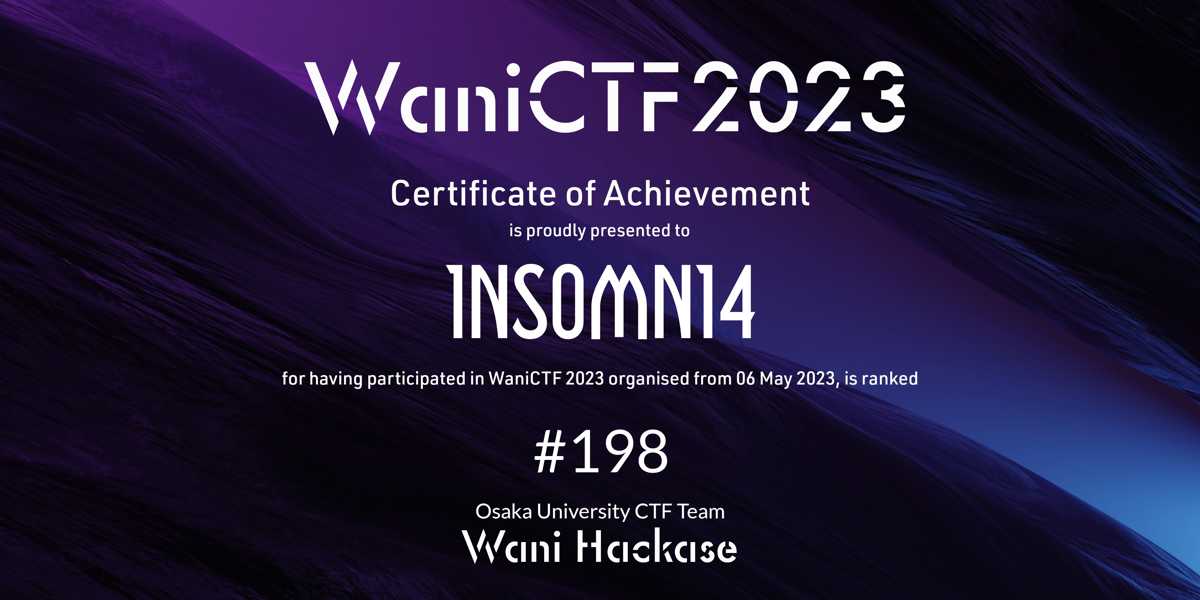 WaniCTF2023
Certificate of Achievement
is proudly presented to
1NSOMN14
for having participated in WaniCTF 2023 organised from 06 May 2023, is ranked
#198
Osaka University CTF Team
Wani Hackase